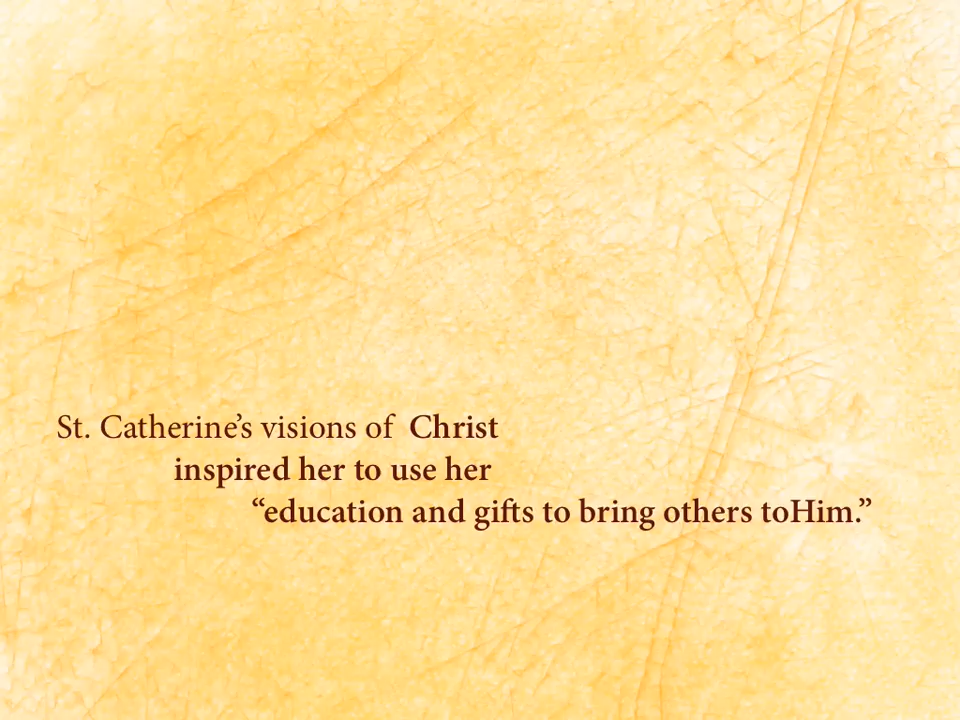 St. Catherine’s visions of Christ
inspired her to use her
“education and gifts to bring others toHim.”